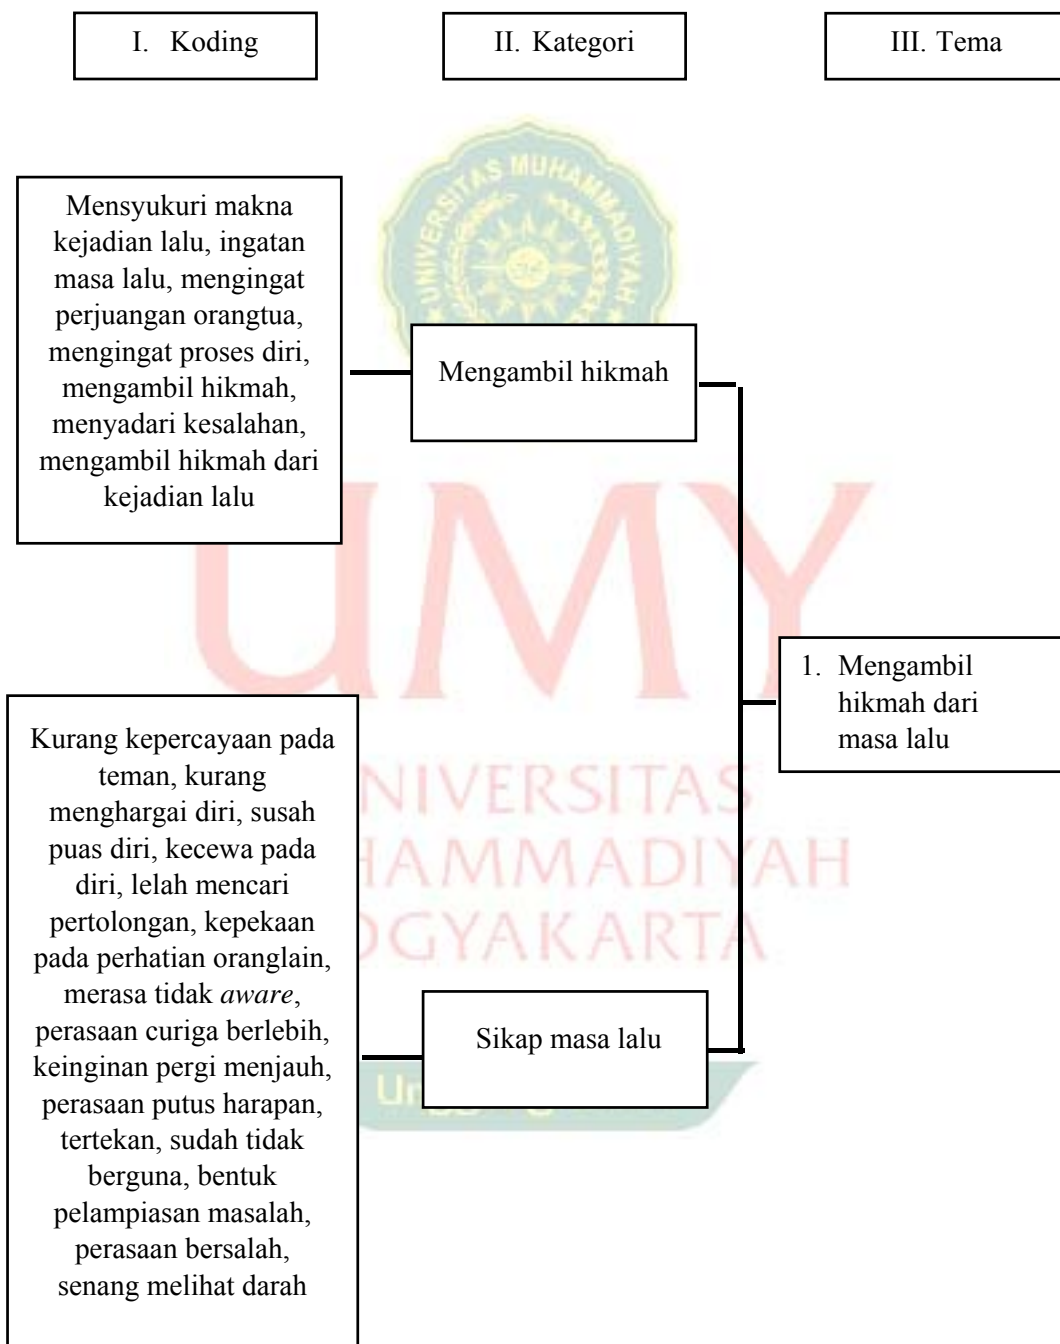 I. Koding
II. Kategori
III. Tema
UNIVERSITAS MUHAMMADIYAH
Mensyukuri makna
kejadian lalu, ingatan
masa lalu, mengingat
perjuangan orangtua,
mengingat proses diri,
mengambil hikmah,
menyadari kesalahan,
mengambil hikmah dari
kejadian lalu
Mengambil hikmah
UMY
1. Mengambil
hikmah dari
masa lalu
Kurang kepercayaan pada
teman, kurang
menghargai diri, susah
puas diri, kecewa pada
diri, lelah mencari
pertolongan, kepekaan
pada perhatian oranglain,
merasa tidak aware,
perasaan curiga berlebih,
keinginan pergi menjauh,
perasaan putus harapan,
tertekan, sudah tidak
berguna, bentuk
pelampiasan masalah,
perasaan bersalah,
senang melihat darah
NIVERSITAS
HAMMADIYAH
OGYAKARTA
Sikap masa lalu